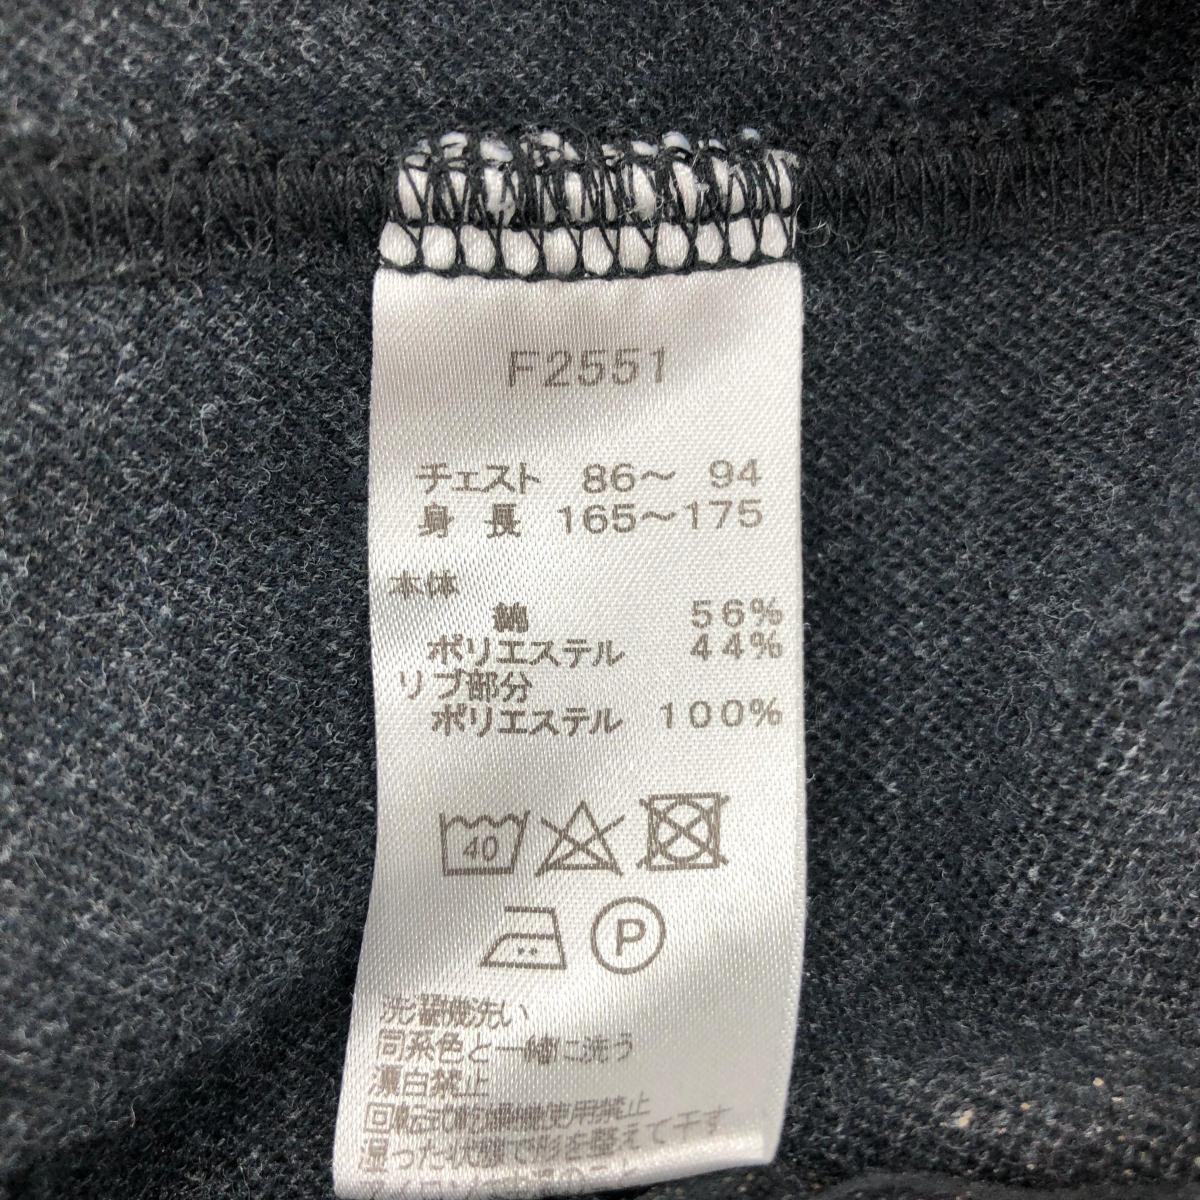 F2551
チェスト 86〜 94
身 長 165〜175
本体
綿 56%
ポリエステル 44%
リブ部分
ポリエステル 100%
40
P
洗濯機洗い
同系色と一緒に洗う
漂白禁止
回転式乾燥機使用禁止
湿った状態で形を整えて干す